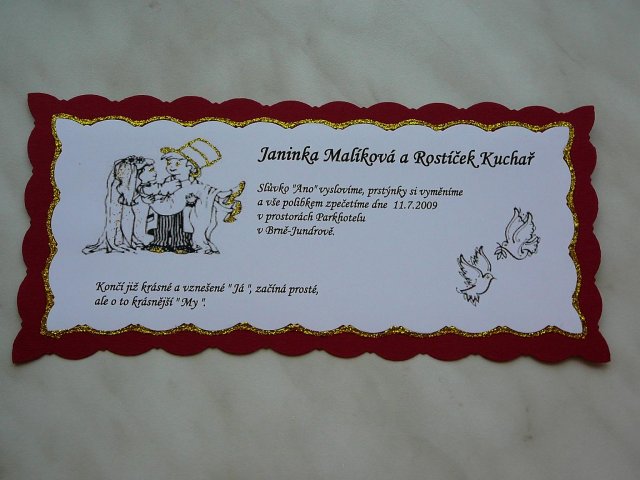 Janinka Malíková a Rostíček Kuchař
Slůvko "Ano" vyslovíme, prstýnky si vyměníme
a vše polibkem zpečetíme dne 11.7.2009
v prostorách Parkhotelu
v Brně-Jundrově.
Končí již krásné a vznešené " Já ", začíná prosté,
ale o to krásnější " My ".